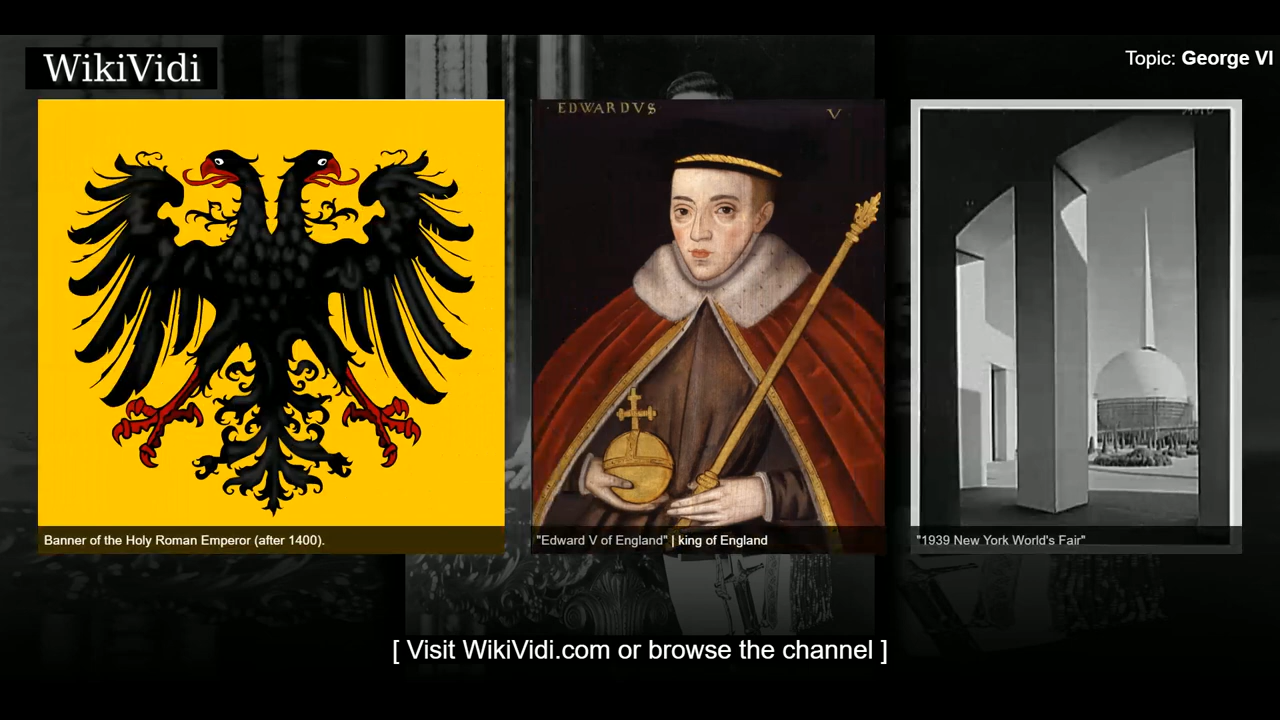 WikiVidi
Topic: George VI
EDWARDVS V
Banner of the Holy Roman Emperor (after 1400).
"Edward V of England" | king of England
"1939 New York World's Fair"
[ Visit WikiVidi.com or browse the channel ]